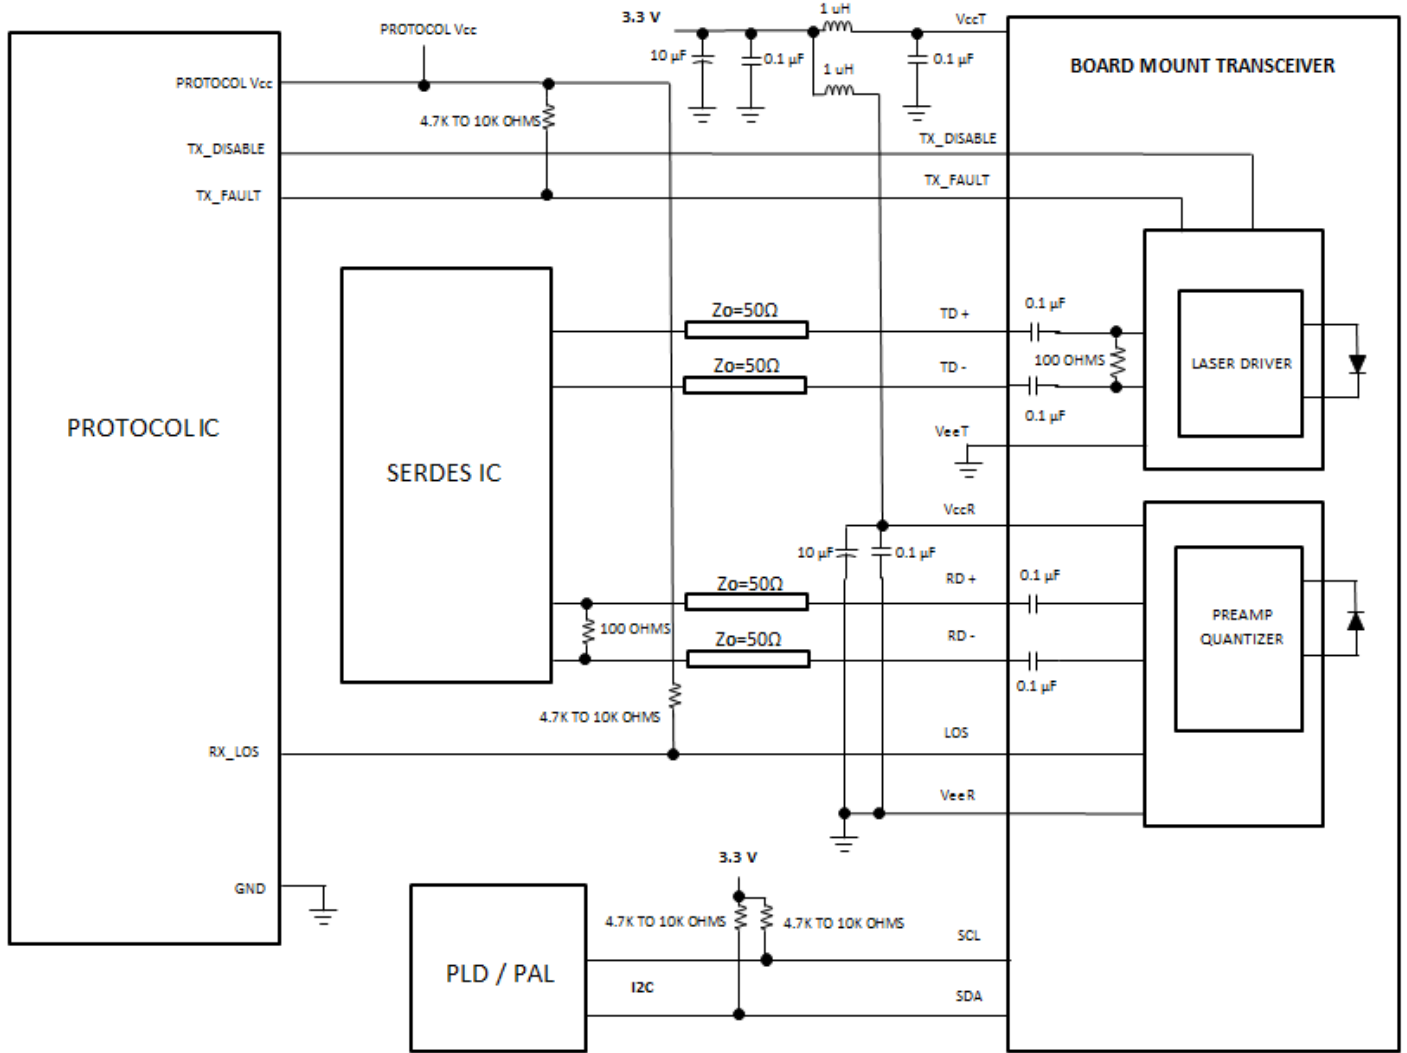 3.3 V
1 uH
VccT
PROTOCOL Vcc
10 µF
0.1 µF
0.1 µF
BOARD MOUNT TRANSCEIVER
1 uH
PROTOCOL Vcc
4.7K TO 10K OHMS
TX_DISABLE
TX_DISABLE
TX_FAULT
TX_FAULT
Zo=50Ω
TD +
0.1 µF
Zo=50Ω
TD -
100 OHMS
LASER DRIVER
0.1 µF
PROTOCOL IC
VeeT
SERDES IC
VccR
10 µF
0.1 µF
Zo=50Ω
RD +
0.1 µF
100 OHMS
Zo=50Ω
RD -
PREAMP
QUANTIZER
0.1 µF
4.7K TO 10K OHMS
RX_LOS
LOS
VeeR
3.3 V
GND
4.7K TO 10K OHMS
4.7K TO 10K OHMS
SCL
PLD / PAL
I2C
SDA